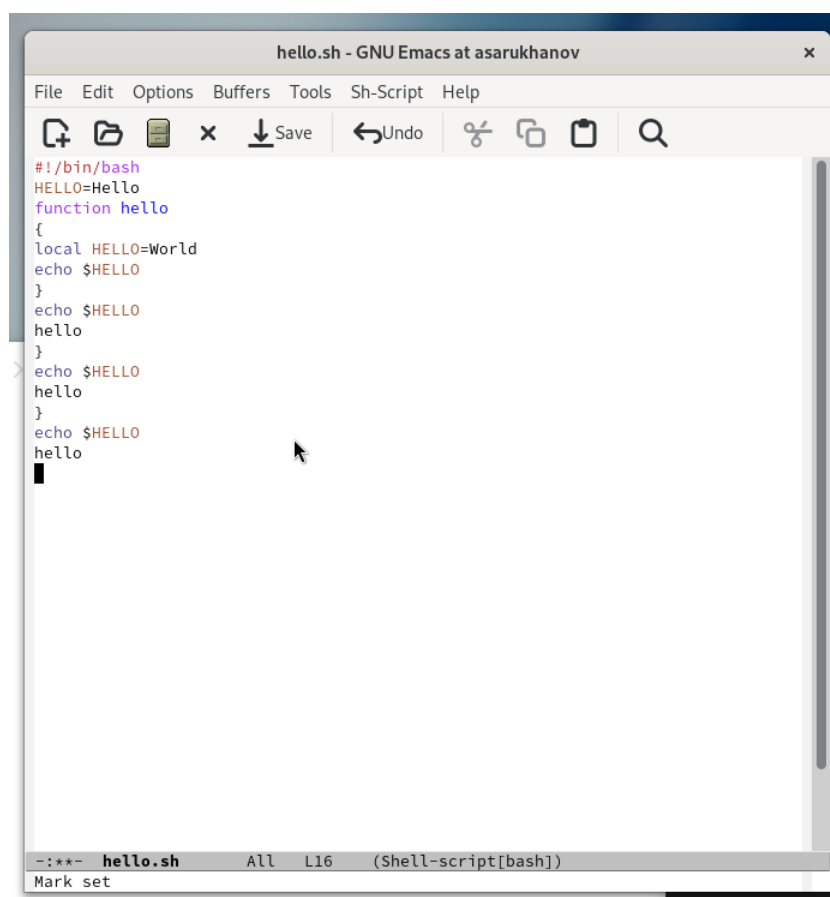 hello.sh - GNU Emacs at asarukhanov ×
File Edit Options Buffers Tools Sh-Script Help
Save Undo
#!/bin/bash
HELLO=Hello
function hello
{
local HELLO=World
echo $HELLO
}
echo $HELLO
hello
}
echo $HELLO
hello
}
echo $HELLO
hello
-:**- hello.sh All L16 (Shell-script[bash])
Mark set